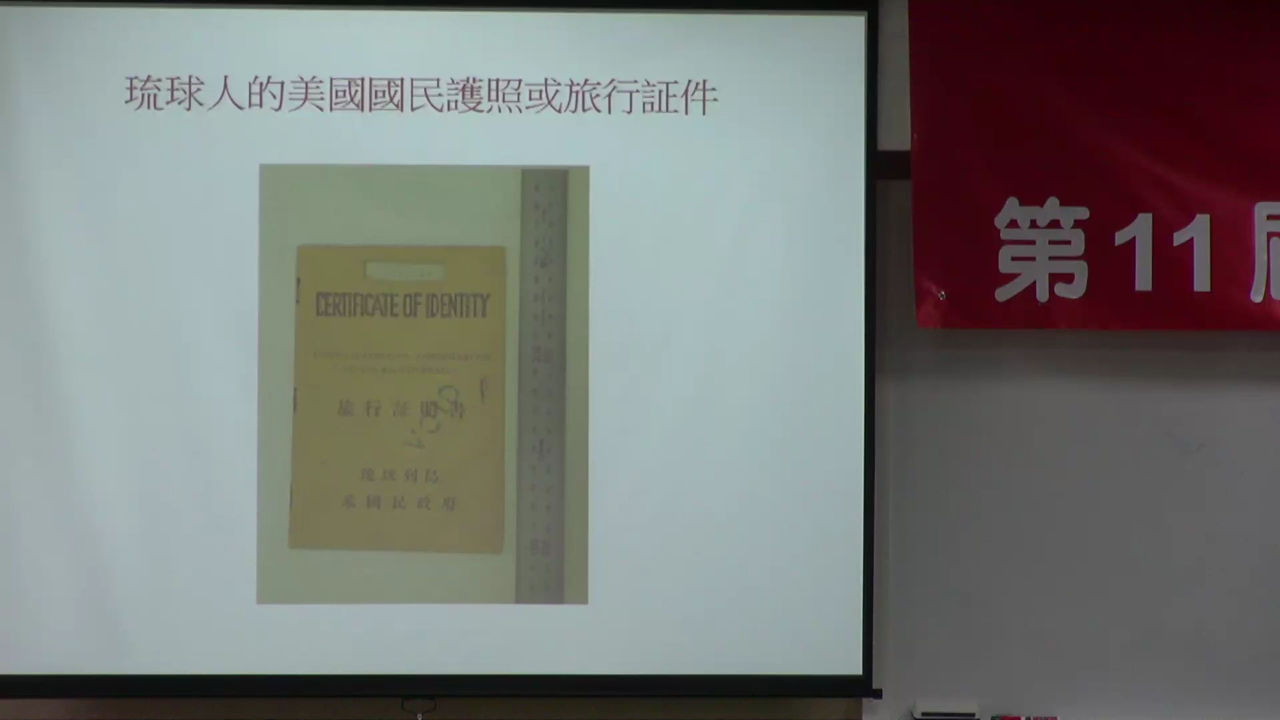 琉球人的美國國民護照或旅行証件
CERTIFICATE OF IDENTITY
旅行証明書
琉球列島
米國民政府
第11屆